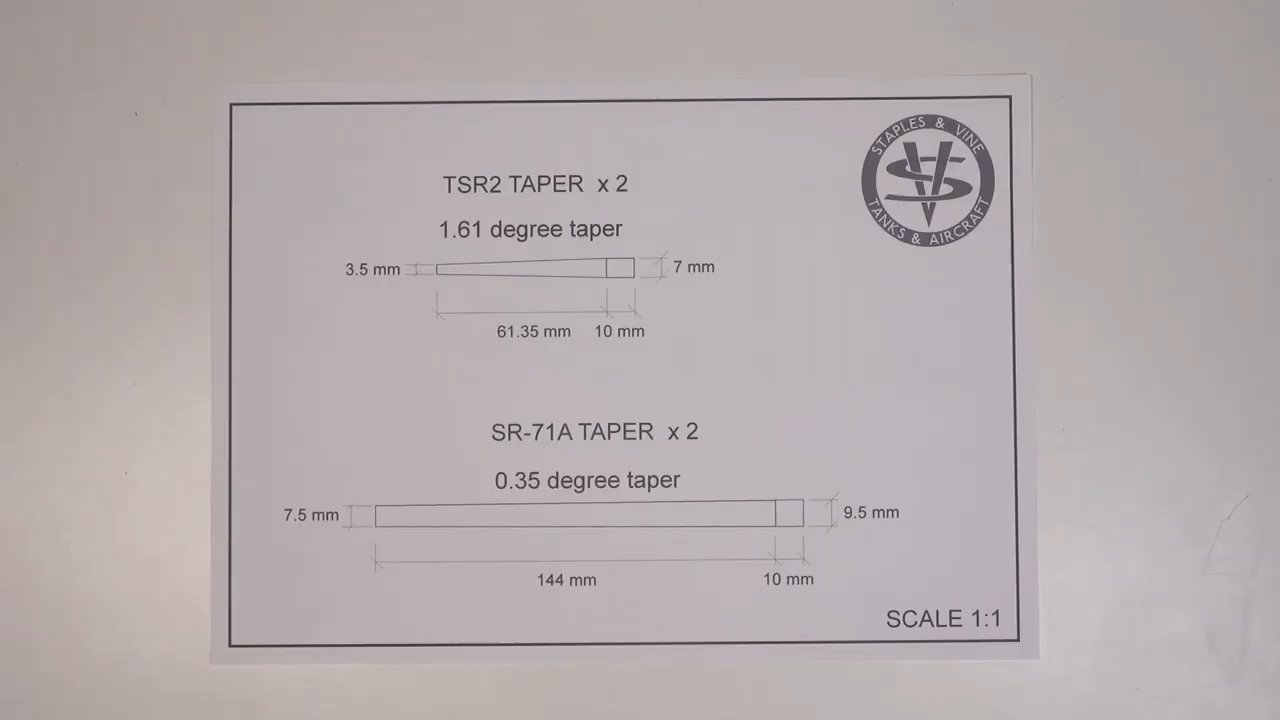 STAPLES & VINE
TANKS & AIRCRAFT
SV
TSR2 TAPER x 2
1.61 degree taper
3.5 mm
7 mm
61.35 mm
10 mm
SR-71A TAPER x 2
0.35 degree taper
7.5 mm
9.5 mm
144 mm
10 mm
SCALE 1:1